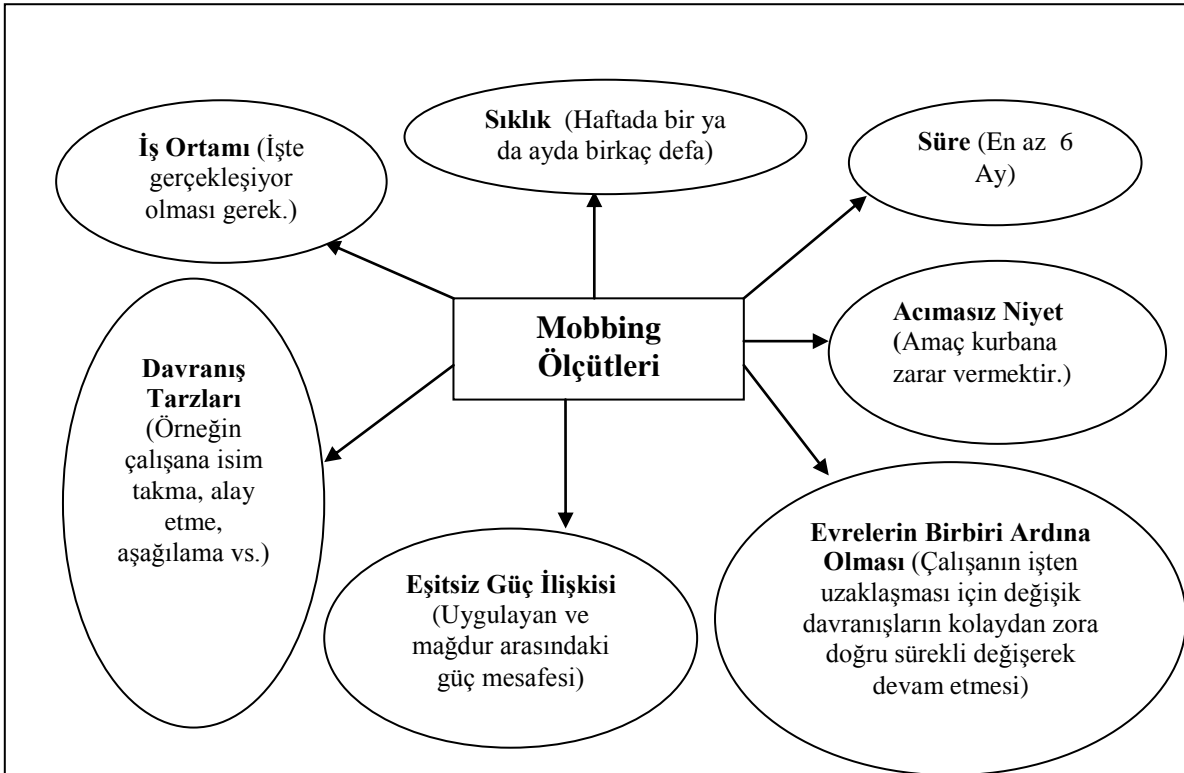 İş Ortamı (İşte
gerçekleşiyor
olması gerek.)
Sıklık (Haftada bir ya
da ayda birkaç defa)
Süre (En az 6
Ay)
Mobbing
Ölçütleri
Acımasız Niyet
(Amaç kurbana
zarar vermektir.)
Davranış
Tarzları
(Örneğin
çalışana isim
takma, alay
etme,
aşağılama vs.)
Eşitsiz Güç İlişkisi
(Uygulayan ve
mağdur arasındaki
güç mesafesi)
Evrelerin Birbiri Ardına
Olması (Çalışanın işten
uzaklaşması için değişik
davranışların kolaydan zora
doğru sürekli değişerek
devam etmesi)